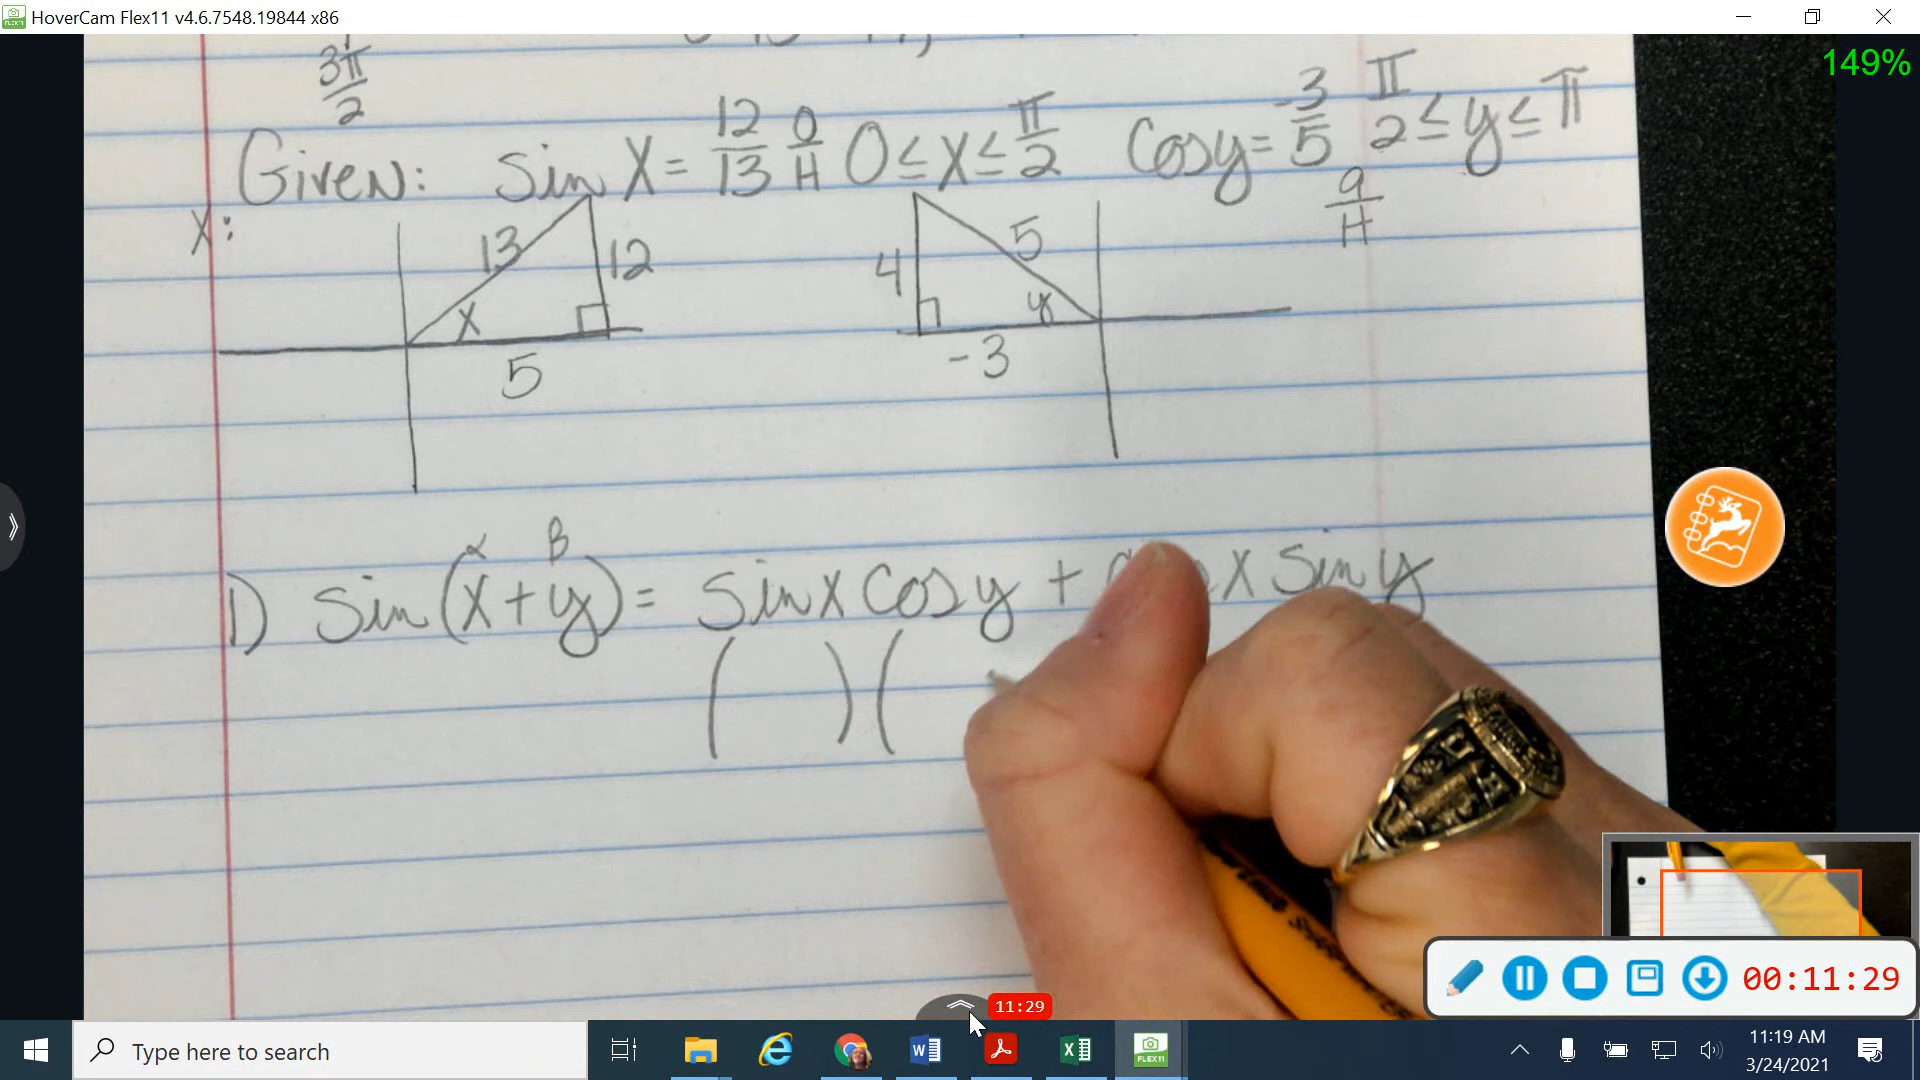 HoverCam Flex11 v4.6.7548.19844 x86
149%
3π/2
Given: sin X = 12/13 O/H 0 ≤ x ≤ π/2 Cosy = -3/5 π/2 ≤ y ≤ π
a/H
X:
13
12
x
5
4
5
y
-3
α B
1) sin(x+y) = sinx cosy + x sin y
( ) (
00:11:29
11:29
Type here to search
FLEX11
11:19 AM
3/24/2021